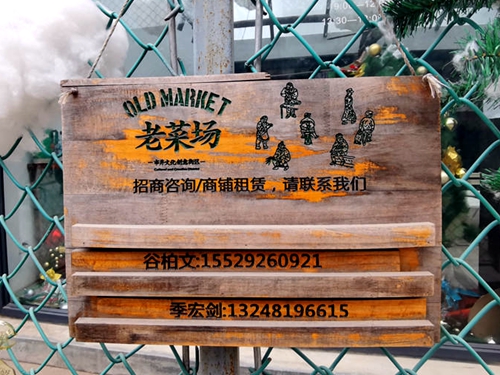 OLD MARKET
老菜场
招商咨询/商铺租赁，请联系我们
谷柏文:15529260921
季宏剑:13248196615